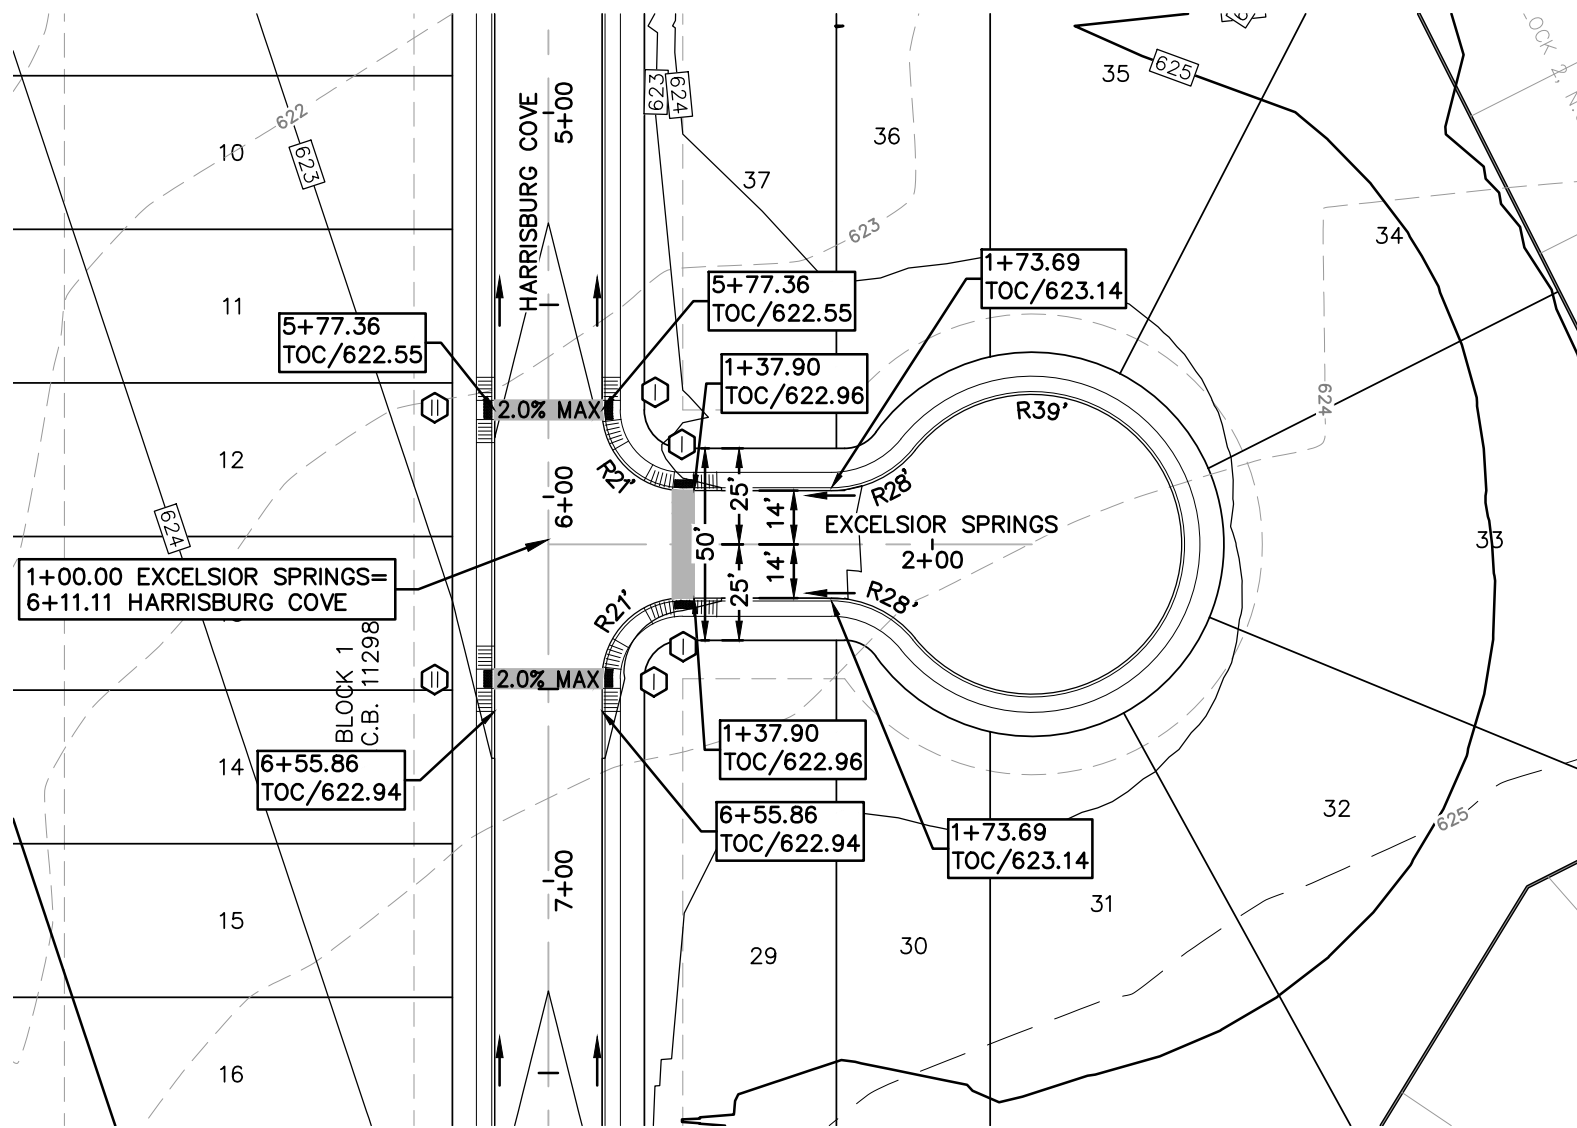 LOCK 2, N.
625
35
5+00
623
624
HARRISBURG COVE
622
36
10
623
37
623
34
1+73.69
TOC/623.14
5+77.36
TOC/622.55
11
5+77.36
TOC/622.55
1+37.90
TOC/622.96
624
2.0% MAX
R39'
12
R21'
R28'
6+00
25'
14'
EXCELSIOR SPRINGS
624
50'
33
2+00
1+00.00 EXCELSIOR SPRINGS=
6+11.11 HARRISBURG COVE
25'
14'
R21'
R28'
BLOCK 1
C.B. 11298
2.0% MAX
1+37.90
TOC/622.96
14
6+55.86
TOC/622.94
6+55.86
TOC/622.94
32
625
1+73.69
TOC/623.14
7+00
31
15
30
29
16